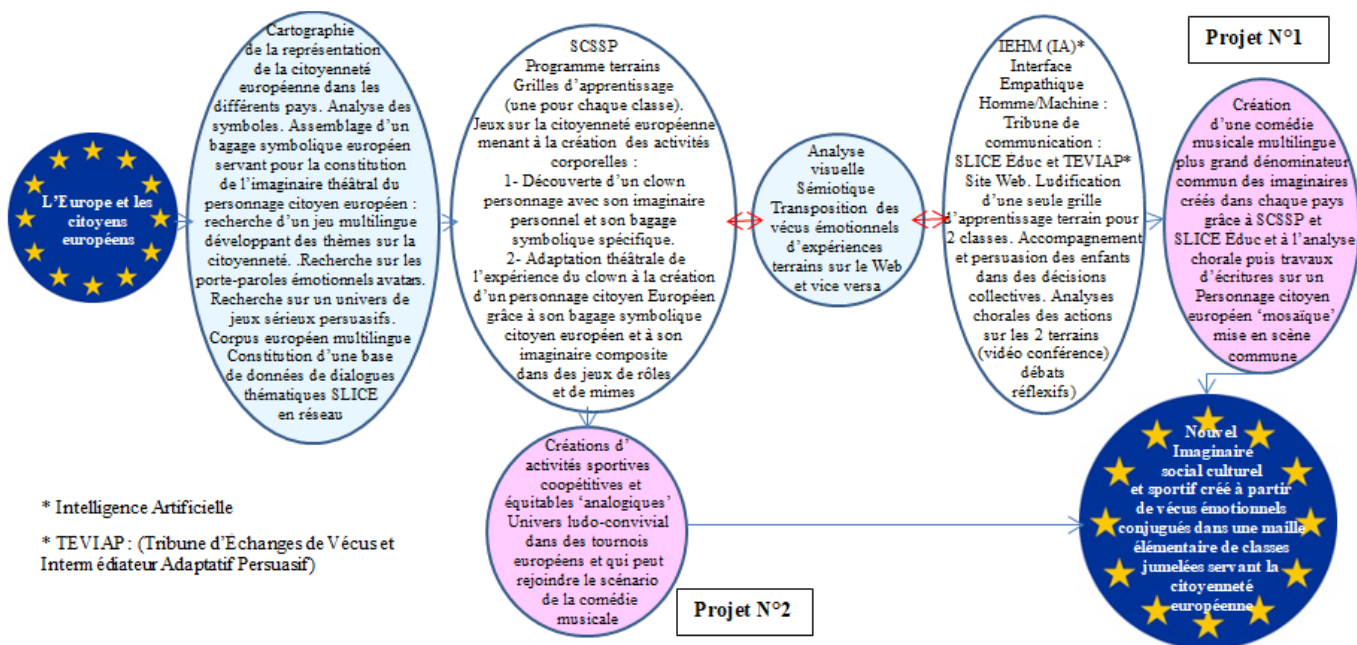 L'Europe et les
citoyens
européens
Cartographie
de la représentation
de la citoyenneté
européenne dans les
différents pays. Analyse des
symboles. Assemblage d'un
bagage symbolique européen
servant pour la constitution
de l'imaginaire théâtral du
personnage citoyen européen :
recherche d'un jeu multilingue
développant des thèmes sur la
citoyenneté. .Recherche sur les
porte-paroles émotionnels avatars.
Recherche sur un univers de
jeux sérieux persuasifs.
Corpus européen multilingue
Constitution d'une base
de données de dialogues
thématiques SLICE
en réseau
SCSSP
Programme terrains
Grilles d'apprentissage
(une pour chaque classe).
Jeux sur la citoyenneté européenne
menant à la création des activités
corporelles :
1- Découverte d'un clown
personnage avec son imaginaire
personnel et son bagage
symbolique spécifique.
2- Adaptation théâtrale de
l'expérience du clown à la création
d'un personnage citoyen Européen
grâce à son bagage symbolique
citoyen européen et à son
imaginaire composite
dans des jeux de rôles
et de mimes
Analyse
visuelle
Sémiotique
Transposition des
vécus émotionnels
d'expériences
terrains sur le Web
et vice versa
IEHM (IA)*
Interface
Empathique
Homme/Machine :
Tribune de
communication :
SLICE Éduc et TEVIAP*
Site Web. Ludification
d'une seule grille
d'apprentissage terrain pour
2 classes. Accompagnement
et persuasion des enfants
dans des décisions
collectives. Analyses
chorales des actions
sur les 2 terrains
(vidéo conférence)
débats
réflexifs)
Projet N°1
Création
d'une comédie
musicale multilingue
plus grand dénominateur
commun des imaginaires
créés dans chaque pays
grâce à SCSSP et
SLICE Éduc et à l'analyse
chorale puis travaux
d'écritures sur un
Personnage citoyen
européen 'mosaïque'
mise en scène
commune
Créations d'
activités sportives
coopétitives et
équitables 'analogiques'
Univers ludo-convivial
dans des tournois
européens et qui peut
rejoindre le scénario
de la comédie
musicale
Projet N°2
Nouvel
Imaginaire
social culturel
et sportif créé à partir
de vécus émotionnels
conjugués dans une maille
élémentaire de classes
jumelées servant la
citoyenneté
européenne
* Intelligence Artificielle
* TEVIAP : (Tribune d'Échanges de Vécus et
Intermédiateur Adaptatif Persuasif)